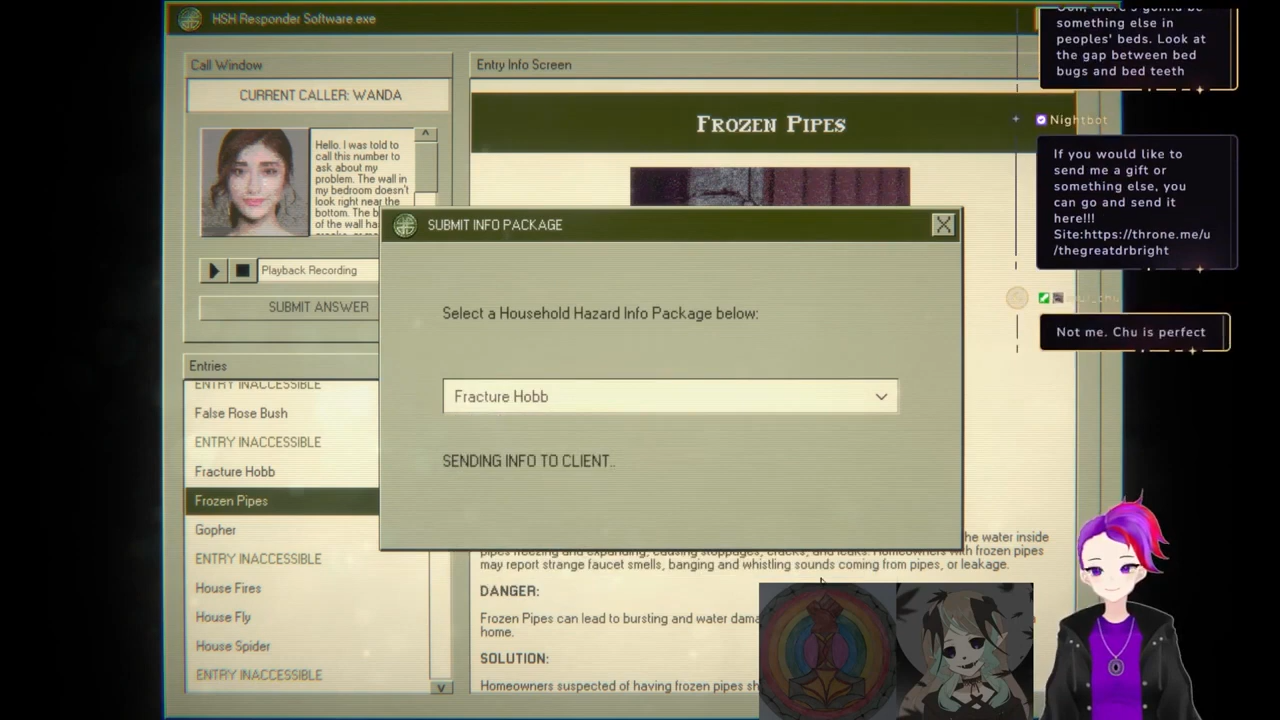 HSH Responder Software.exe
Call Window
CURRENT CALLER: WANDA
Hello. I was told to
call this number to
ask about my
problem. The wall in
my bedroom doesn't
look right near the
bottom. The
of the wall
Playback Recording
SUBMIT ANSWER
Entries
ENTRY INACCESSIBLE
False Rose Bush
ENTRY INACCESSIBLE
Fracture Hobb
Frozen Pipes
Gopher
ENTRY INACCESSIBLE
House Fires
House Fly
House Spider
ENTRY INACCESSIBLE
Entry Info Screen
FROZEN PIPES
SUBMIT INFO PACKAGE
Select a Household Hazard Info Package below:
Fracture Hobb
SENDING INFO TO CLIENT..
the water inside
pipes freezing and expanding, causing stoppages, cracks, and leaks. Homeowners with frozen pipes
may report strange faucet smells, banging and whistling sounds coming from pipes, or leakage.
DANGER:
Frozen Pipes can lead to bursting and water
home.
SOLUTION:
Homeowners suspected of having frozen pipes
there's gonna be
something else in
peoples' beds. Look at
the gap between bed
bugs and bed teeth
Nightbot
If you would like to
send me a gift or
something else, you
can go and send it
here!!!
Site:https://throne.me/u
/thegreatdrbright
Not me. Chu is perfect